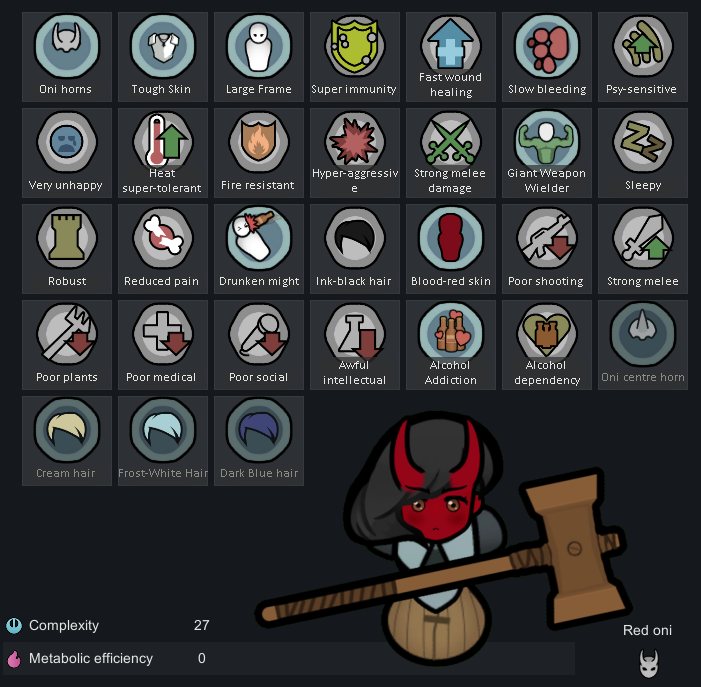 Oni horns
Tough Skin
Large Frame
Super immunity
Fast wound
healing
Slow bleeding
Psy-sensitive
Very unhappy
Heat
super-tolerant
Fire resistant
Hyper-aggressiv
e
Strong melee
damage
Giant Weapon
Wielder
Sleepy
Robust
Reduced pain
Drunken might
Ink-black hair
Blood-red skin
Poor shooting
Strong melee
Poor plants
Poor medical
Poor social
Awful
intellectual
Alcohol
Addiction
Alcohol
dependency
Oni centre horn
Cream hair
Frost-White Hair
Dark Blue hair
Complexity 27
Metabolic efficiency 0
Red oni